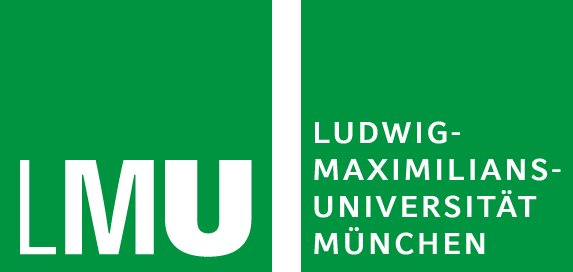 LMU
LUDWIG-
MAXIMILIANS-
UNIVERSITÄT
MÜNCHEN